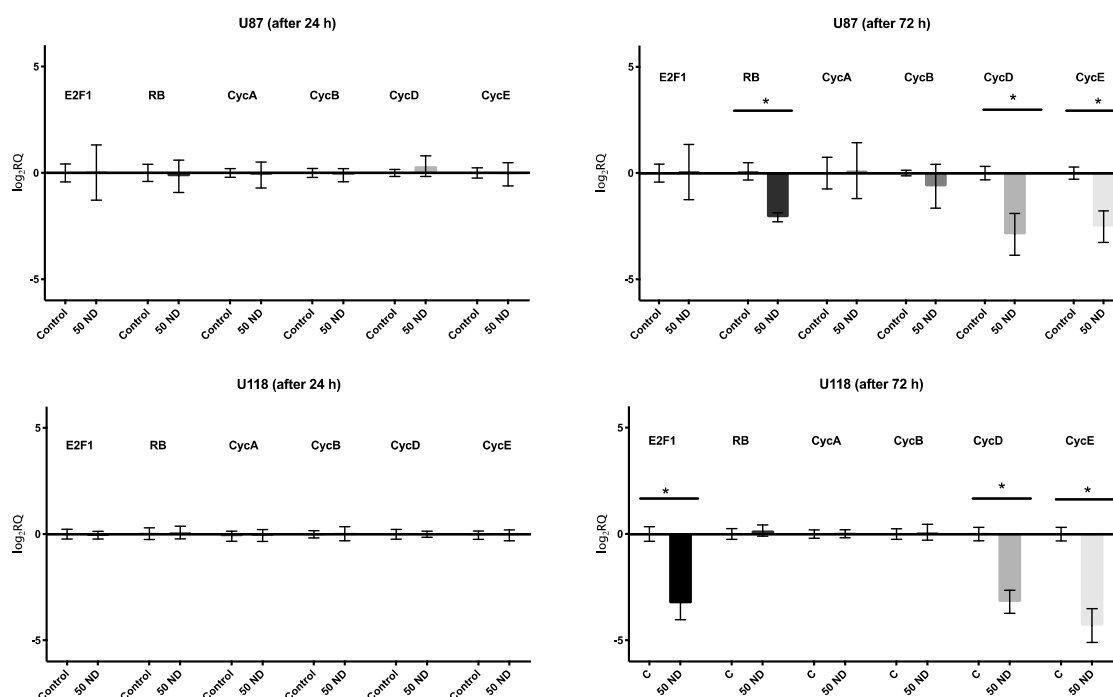 U87 (after 24 h)
5
E2F1 RB CycA CycB CycD CycE
log2RQ
0
-5
Control 50 ND Control 50 ND Control 50 ND Control 50 ND Control 50 ND Control 50 ND
U87 (after 72 h)
5
E2F1 RB CycA CycB CycD CycE
* * *
log2RQ
0
-5
Control 50 ND Control 50 ND Control 50 ND Control 50 ND Control 50 ND Control 50 ND
U118 (after 24 h)
5
E2F1 RB CycA CycB CycD CycE
log2RQ
0
-5
Control 50 ND Control 50 ND Control 50 ND Control 50 ND Control 50 ND Control 50 ND
U118 (after 72 h)
5
E2F1 RB CycA CycB CycD CycE
* * *
log2RQ
0
-5
C 50 ND C 50 ND C 50 ND C 50 ND C 50 ND C 50 ND